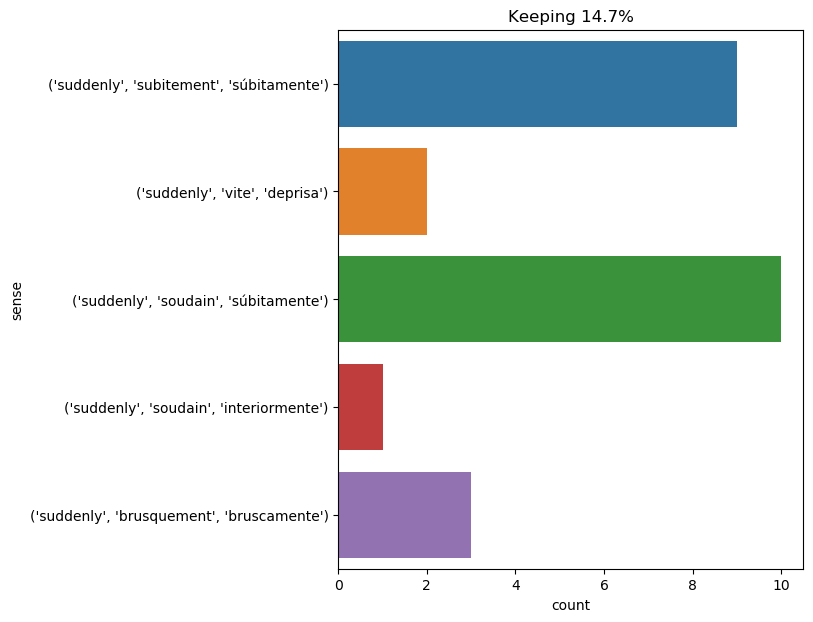 Keeping 14.7%
('suddenly', 'subitement', 'súbitamente')
('suddenly', 'vite', 'deprisa')
('suddenly', 'soudain', 'súbitamente')
('suddenly', 'soudain', 'interiormente')
('suddenly', 'brusquement', 'bruscamente')
sense
0 2 4 6 8 10
count